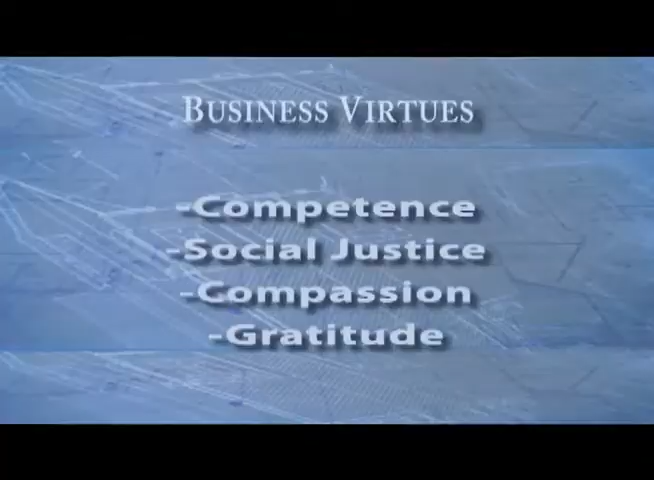 BUSINESS VIRTUES
-Competence
-Social Justice
-Compassion
-Gratitude